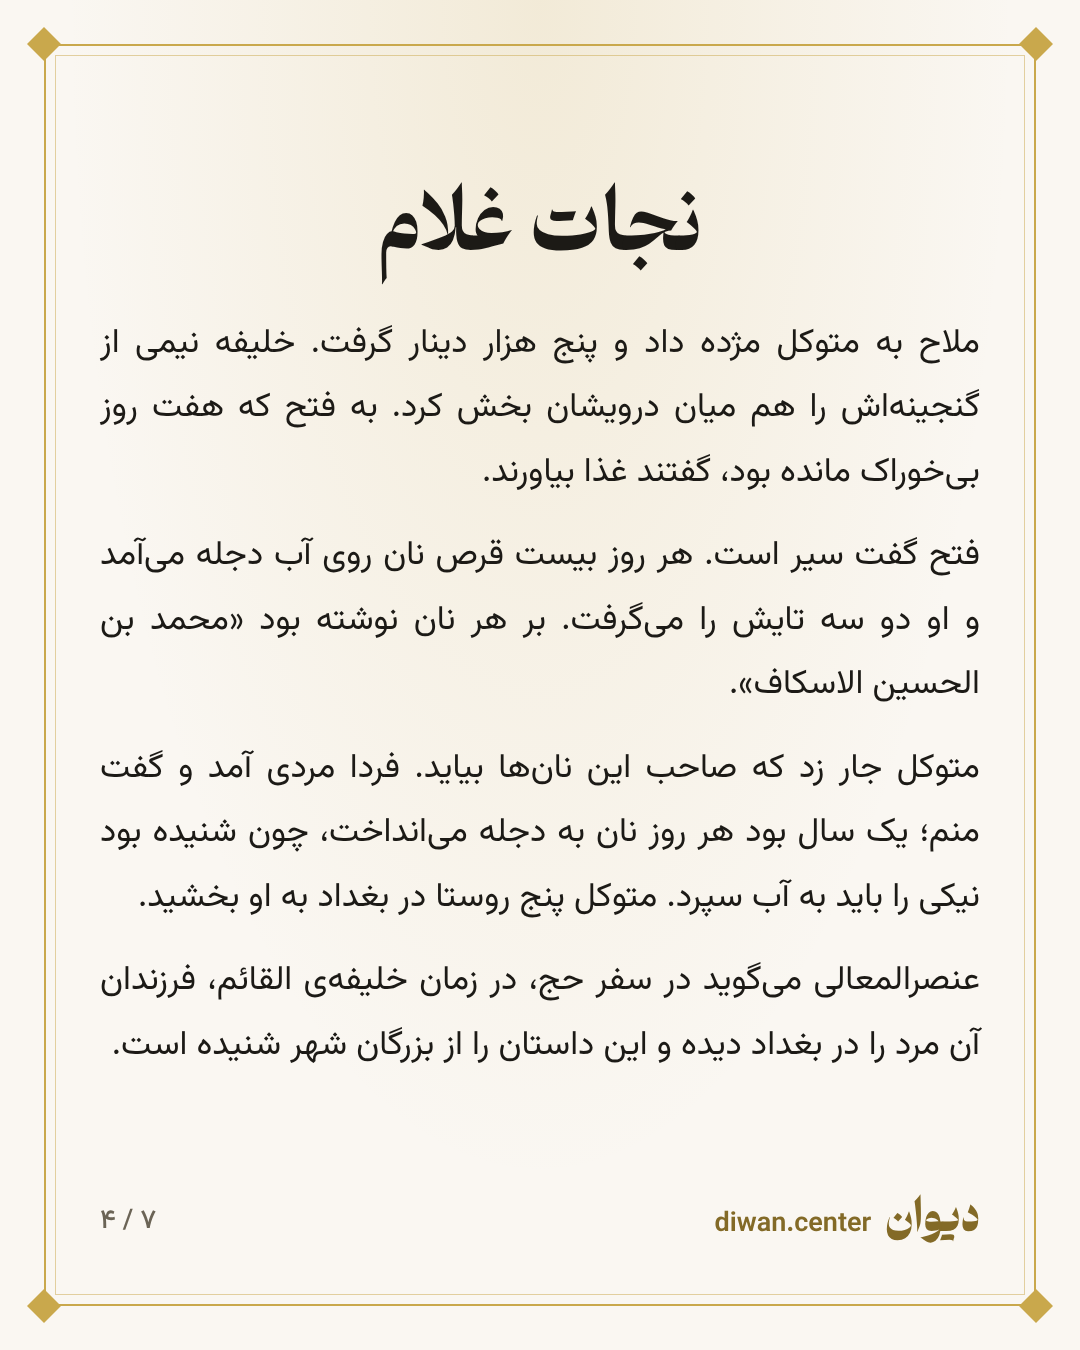 نجات غلام
ملاح به متوکل مژده داد و پنج هزار دینار گرفت. خلیفه نیمی از
گنجینه‌اش را هم میان درویشان بخش کرد. به فتح که هفت روز
بی‌خوراک مانده بود، گفتند غذا بیاورند.
فتح گفت سیر است. هر روز بیست قرص نان روی آب دجله می‌آمد
و او دو سه تایش را می‌گرفت. بر هر نان نوشته بود «محمد بن
الحسین الاسکاف».
متوکل جار زد که صاحب این نان‌ها بیاید. فردا مردی آمد و گفت
منم؛ یک سال بود هر روز نان به دجله می‌انداخت، چون شنیده بود
نیکی را باید به آب سپرد. متوکل پنج روستا در بغداد به او بخشید.
عنصرالمعالی می‌گوید در سفر حج، در زمان خلیفه‌ی القائم، فرزندان
آن مرد را در بغداد دیده و این داستان را از بزرگان شهر شنیده است.
دیوان diwan.center
۴ / ۷